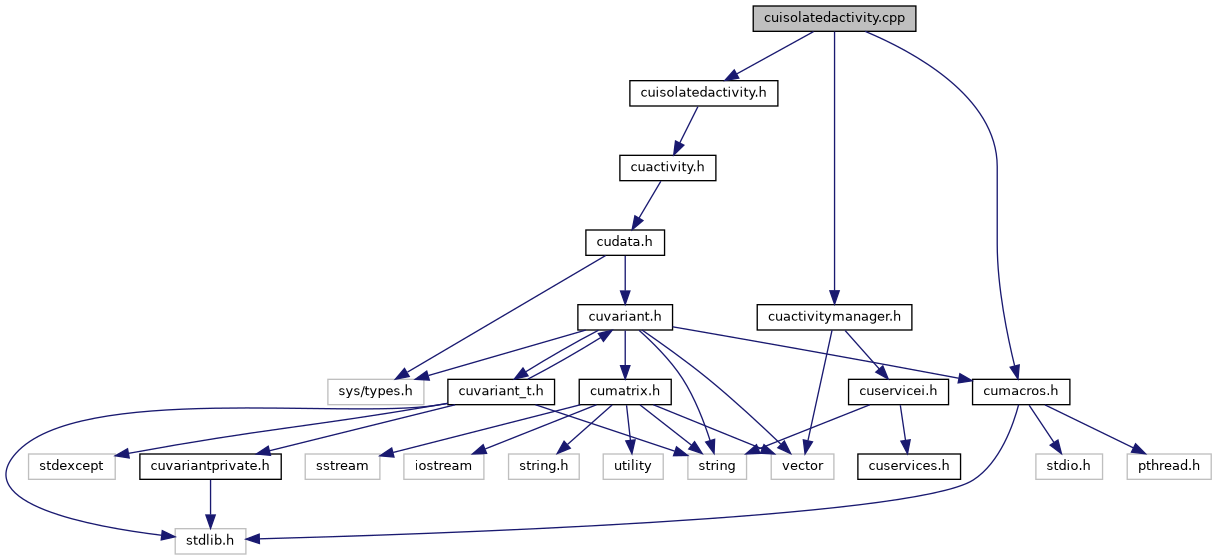 cuisolatedactivity.cpp
cuisolatedactivity.h
cuactivity.h
cudata.h
cuvariant.h
cuactivitymanager.h
sys/types.h
cuvariant_t.h
cumatrix.h
cuservicei.h
cumacros.h
stdexcept
cuvariantprivate.h
sstream
iostream
string.h
utility
string
vector
cuservices.h
stdio.h
pthread.h
stdlib.h